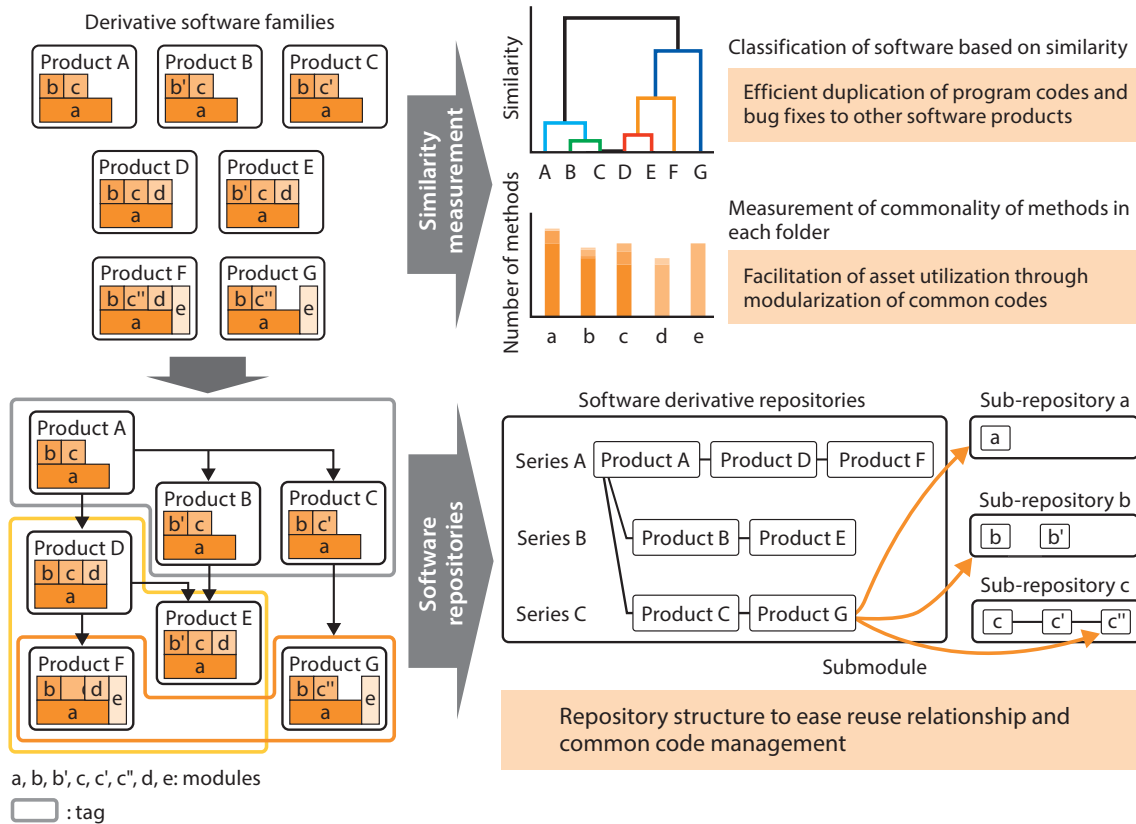 Derivative software families
Product A
b c
a
Product B
b' c
a
Product C
b c'
a
Product D
b c d
a
Product E
b' c d
a
Product F
b c'' d
a
e
Product G
b c''
a
e
Similarity
measurement
Similarity
A B C D E F G
Classification of software based on similarity
Efficient duplication of program codes and
bug fixes to other software products
Number of methods
a b c d e
Measurement of commonality of methods in
each folder
Facilitation of asset utilization through
modularization of common codes
Product A
b c
a
Product B
b' c
a
Product C
b c'
a
Product D
b c d
a
Product E
b' c d
a
Product F
b d
a
e
Product G
b c''
a
e
a, b, b', c, c', c", d, e: modules
: tag
Software
repositories
Software derivative repositories
Series A
Product A
Product D
Product F
Series B
Product B
Product E
Series C
Product C
Product G
Sub-repository a
a
Sub-repository b
b b'
Sub-repository c
c c' c''
Submodule
Repository structure to ease reuse relationship and
common code management